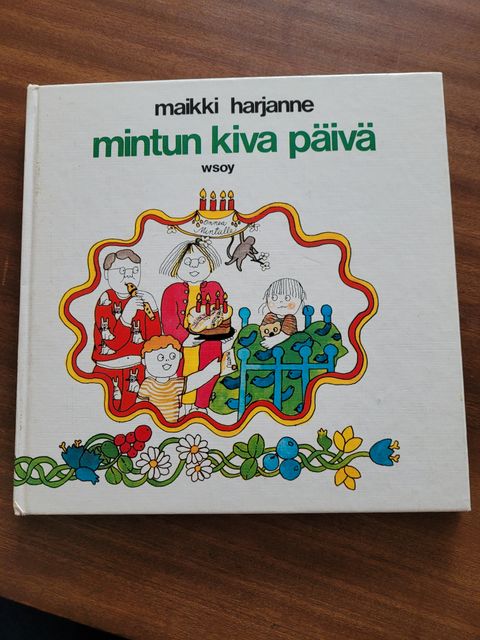 maikki harjanne
mintun kiva päivä
wsoy
Onnea
Mintulle